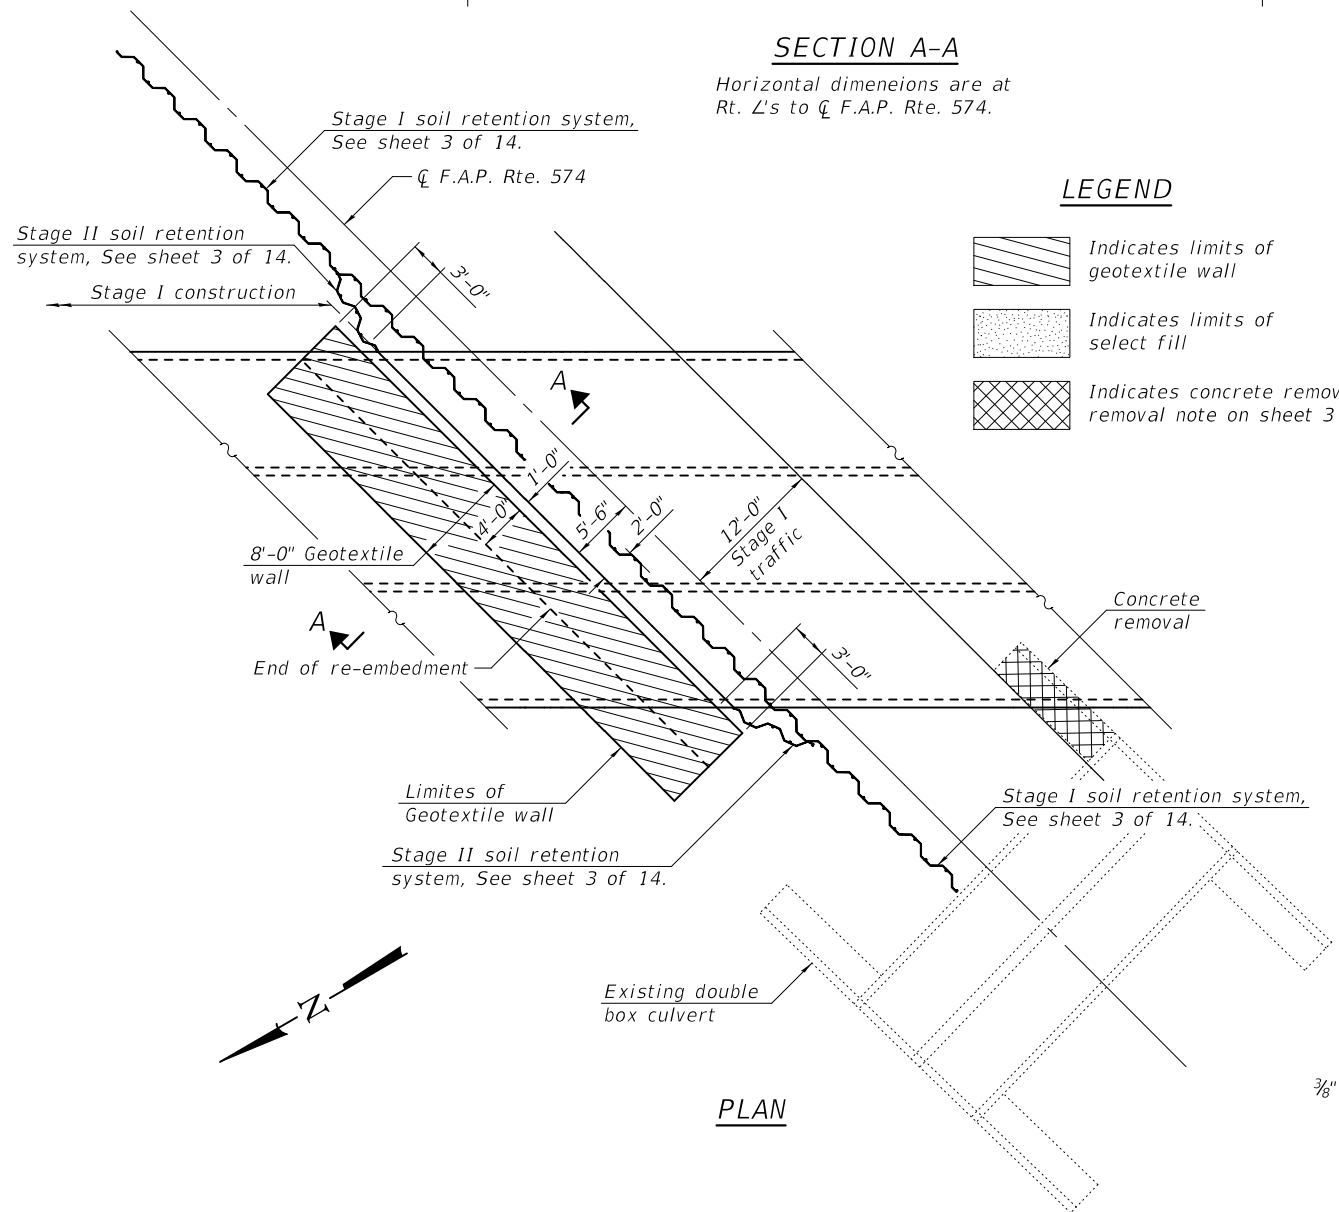 SECTION A-A
Horizontal dimeneions are at
Rt. ∠'s to ℄ F.A.P. Rte. 574.
Stage I soil retention system,
See sheet 3 of 14.
℄ F.A.P. Rte. 574
LEGEND
Stage II soil retention
system, See sheet 3 of 14.
Stage I construction
3'-0"
Indicates limits of
geotextile wall
Indicates limits of
select fill
Indicates concrete remov
removal note on sheet 3
A
1'-0"
4'-0"
5'-6"
2'-0"
12'-0"
Stage I
traffic
8'-0" Geotextile
wall
A
End of re-embedment
Concrete
removal
3'-0"
Limites of
Geotextile wall
Stage I soil retention system,
See sheet 3 of 14.
Stage II soil retention
system, See sheet 3 of 14.
N
Existing double
box culvert
⅜"
PLAN